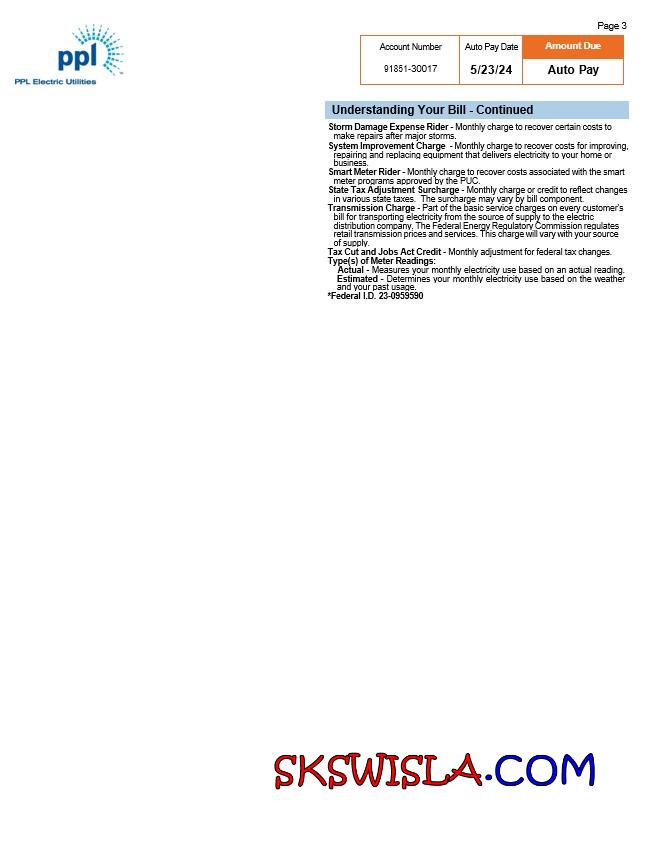 Page 3
ppl
PPL Electric Utilities
Account Number Auto Pay Date Amount Due
91851-30017 5/23/24 Auto Pay
Understanding Your Bill - Continued
Storm Damage Expense Rider - Monthly charge to recover certain costs to
make repairs after major storms.
System Improvement Charge - Monthly charge to recover costs for improving,
repairing and replacing equipment that delivers electricity to your home or
business.
Smart Meter Rider - Monthly charge to recover costs associated with the smart
meter programs approved by the PUC.
State Tax Adjustment Surcharge - Monthly charge or credit to reflect changes
in various state taxes. The surcharge may vary by bill component.
Transmission Charge - Part of the basic service charges on every customer's
bill for transporting electricity from the source of supply to the electric
distribution company. The Federal Energy Regulatory Commission regulates
retail transmission prices and services. This charge will vary with your source
of supply.
Tax Cut and Jobs Act Credit - Monthly adjustment for federal tax changes.
Type(s) of Meter Readings:
Actual - Measures your monthly electricity use based on an actual reading.
Estimated - Determines your monthly electricity use based on the weather
and your past usage.
*Federal I.D. 23-0959590
SKSWISLA.COM